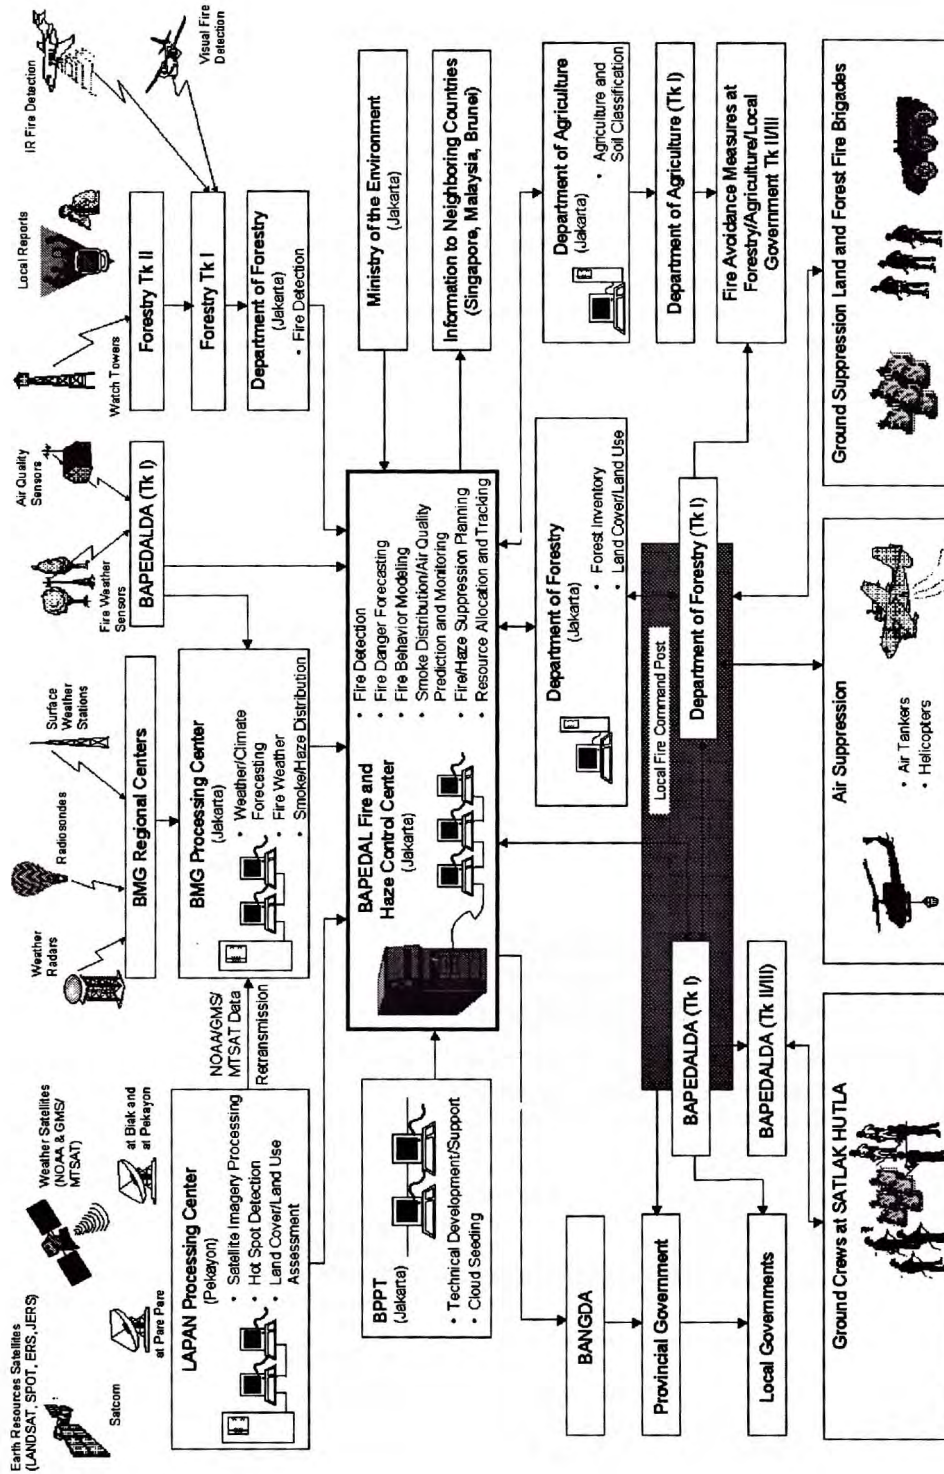 Earth Resources Satellites
(LANDSAT, SPOT, ERS, JERS)
Satcom
at Pare Pare
Weather Satellites
(NOAA & GMS/
MTSAT)
at Biak and
at Pekayon
Weather
Radars
Radiosondes
Surface
Weather
Stations
Fire Weather
Sensors
Air Quality
Sensors
Watch Towers
Local Reports
IR Fire Detection
Visual Fire
Detection
BMG Regional Centers
BAPEDALDA (Tk I)
Forestry Tk II
Forestry Tk I
Department of Forestry
(Jakarta)
• Fire Detection
LAPAN Processing Center
(Pekayon)
• Satellite Imagery Processing
• Hot Spot Detection
• Land Cover/Land Use
Assessment
NOAA/GMS/
MTSAT Data
Retransmission
BMG Processing Center
(Jakarta)
• Weather/Climate
Forecasting
• Fire Weather
• Smoke/Haze Distribution
BPPT
(Jakarta)
• Technical Development/Support
• Cloud Seeding
BAPEDAL Fire and
Haze Control Center
(Jakarta)
• Fire Detection
• Fire Danger Forecasting
• Fire Behavior Modeling
• Smoke Distribution/Air Quality
Prediction and Monitoring
• Fire/Haze Suppression Planning
• Resource Allocation and Tracking
Ministry of the Environment
(Jakarta)
Information to Neighboring Countries
(Singapore, Malaysia, Brunei)
BANGDA
Provincial Government
Local Governments
Department of Forestry
(Jakarta)
• Forest Inventory
• Land Cover/Land Use
Department of Agriculture
(Jakarta)
• Agriculture and
Soil Classification
Department of Agriculture (Tk I)
Fire Avoidance Measures at
Forestry/Agriculture/Local
Government Tk II/III
Local Fire Command Post
BAPEDALDA (Tk I)
Department of Forestry (Tk I)
BAPEDALDA (Tk II/III)
Ground Crews at SATLAK HUTLA
Air Suppression
• Air Tankers
• Helicopters
Ground Suppression Land and Forest Fire Brigades